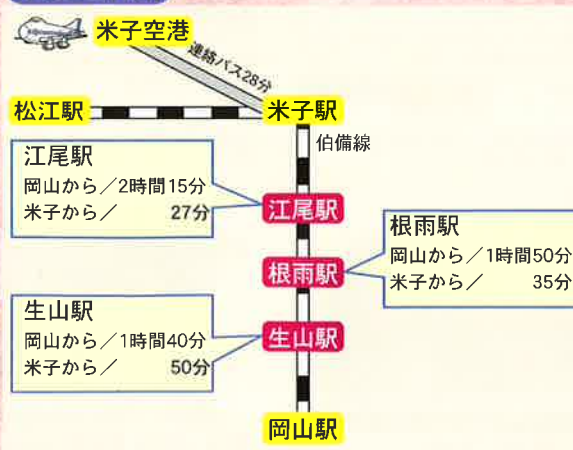 米子空港
連絡バス28分
松江駅
米子駅
伯備線
江尾駅
岡山から/2時間15分
米子から/ 27分
江尾駅
根雨駅
岡山から/1時間50分
米子から/ 35分
根雨駅
生山駅
岡山から/1時間40分
米子から/ 50分
生山駅
岡山駅